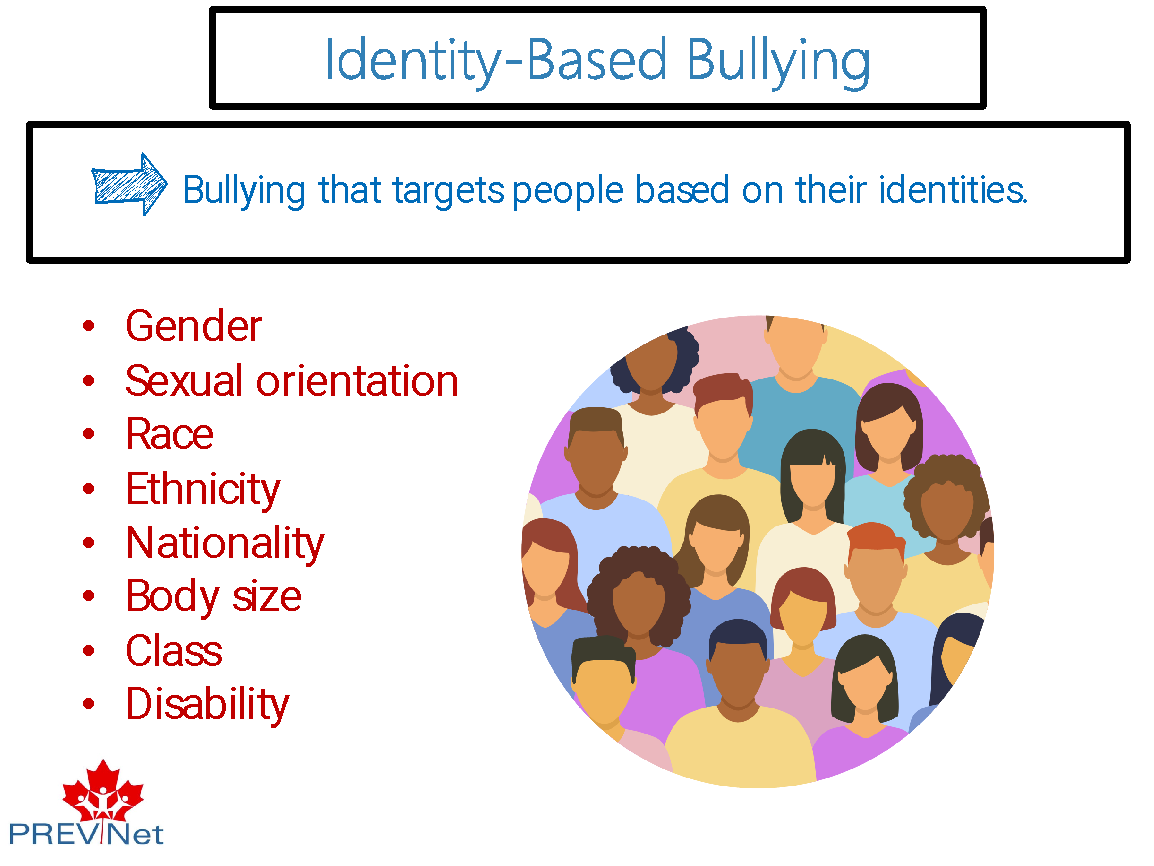 Identity-Based Bullying
Bullying that targets people based on their identities.
• Gender
• Sexual orientation
• Race
• Ethnicity
• Nationality
• Body size
• Class
• Disability
PREVNet